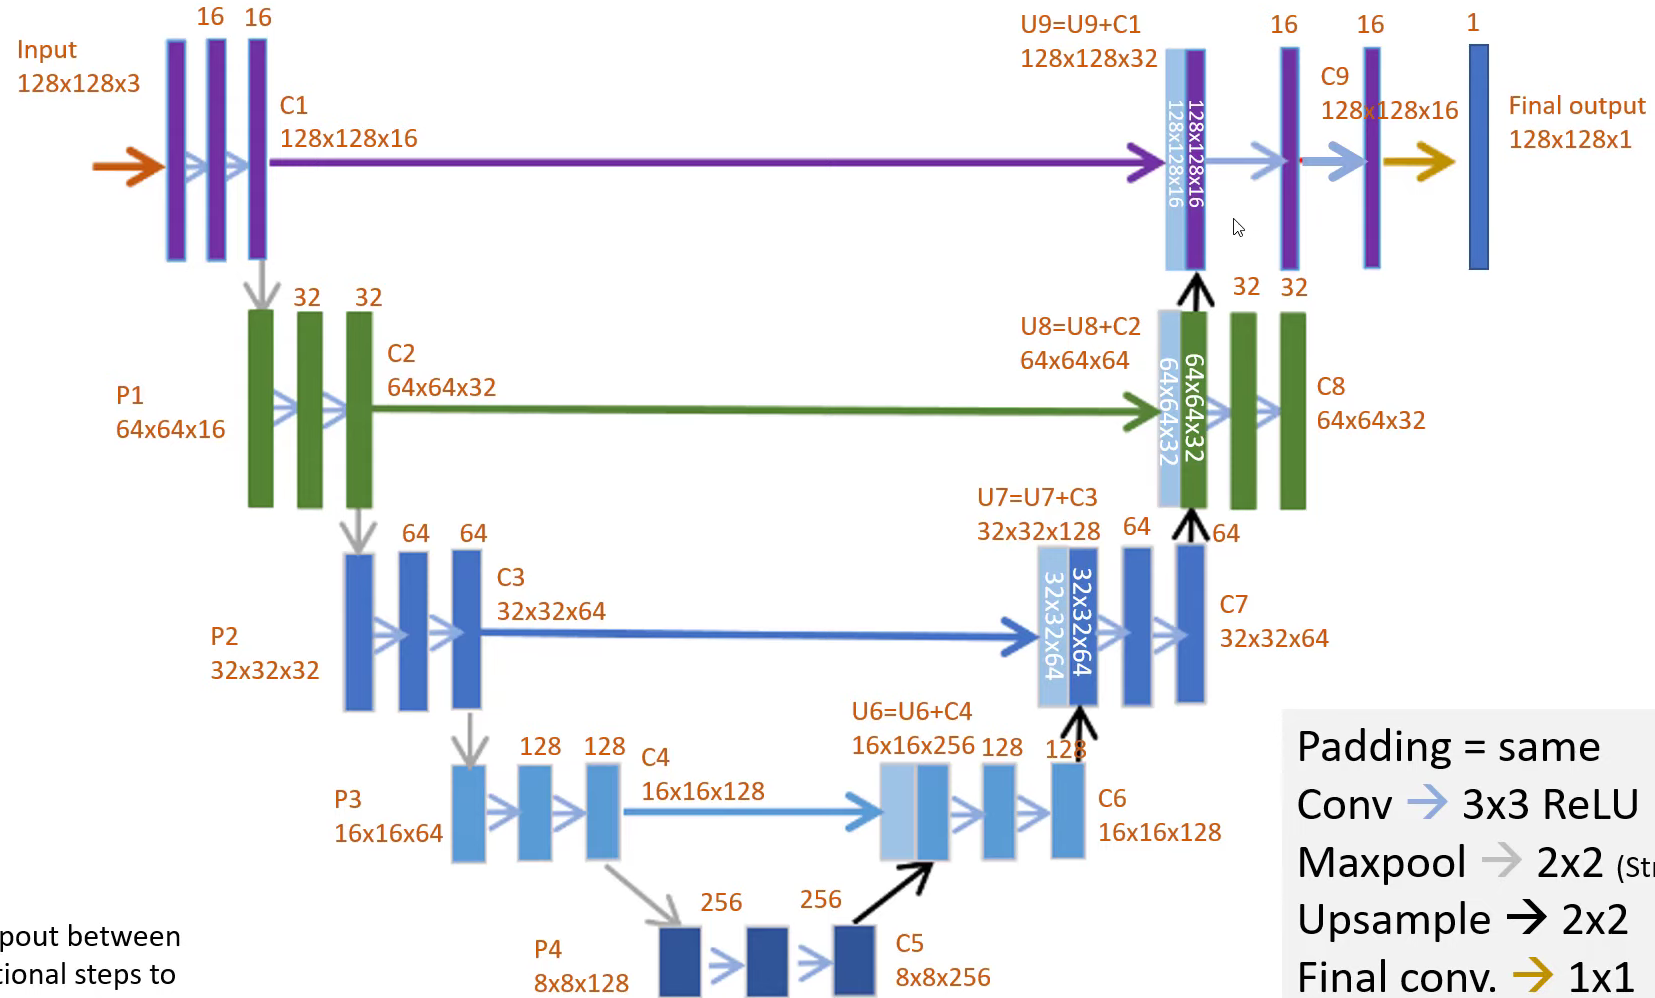 16 16
Input
128x128x3
C1
128x128x16
U9=U9+C1
128x128x32
128x128x16
128x128x16
16
16
1
C9
128x128x16
Final output
128x128x1
P1
64x64x16
32
32
C2
64x64x32
U8=U8+C2
64x64x64
64x64x32
64x64x32
32 32
C8
64x64x32
P2
32x32x32
64 64
C3
32x32x64
U7=U7+C3
32x32x128
32x32x64
32x32x64
64
64
C7
32x32x64
P3
16x16x64
128 128
C4
16x16x128
U6=U6+C4
16x16x256
128
128
C6
16x16x128
P4
8x8x128
256
256
C5
8x8x256
pout between
tional steps to
Padding = same
Conv → 3x3 ReLU
Maxpool → 2x2 (Str
Upsample → 2x2
Final conv. → 1x1